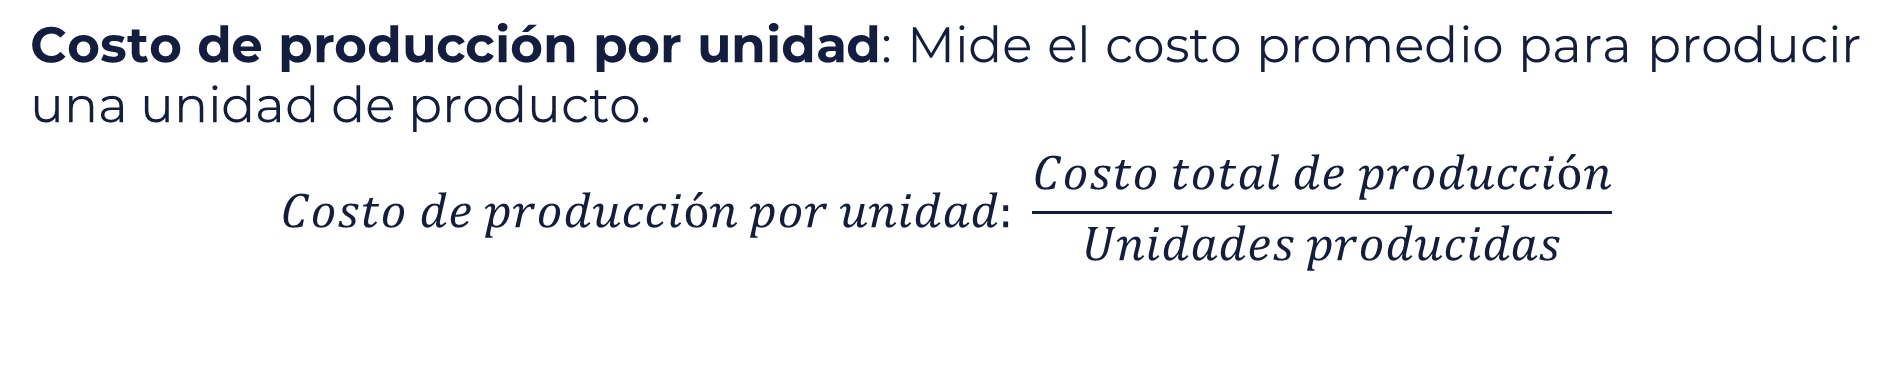 Costo de producción por unidad: Mide el costo promedio para producir
una unidad de producto.
Costo de producción por unidad: Costo total de producción
Unidades producidas